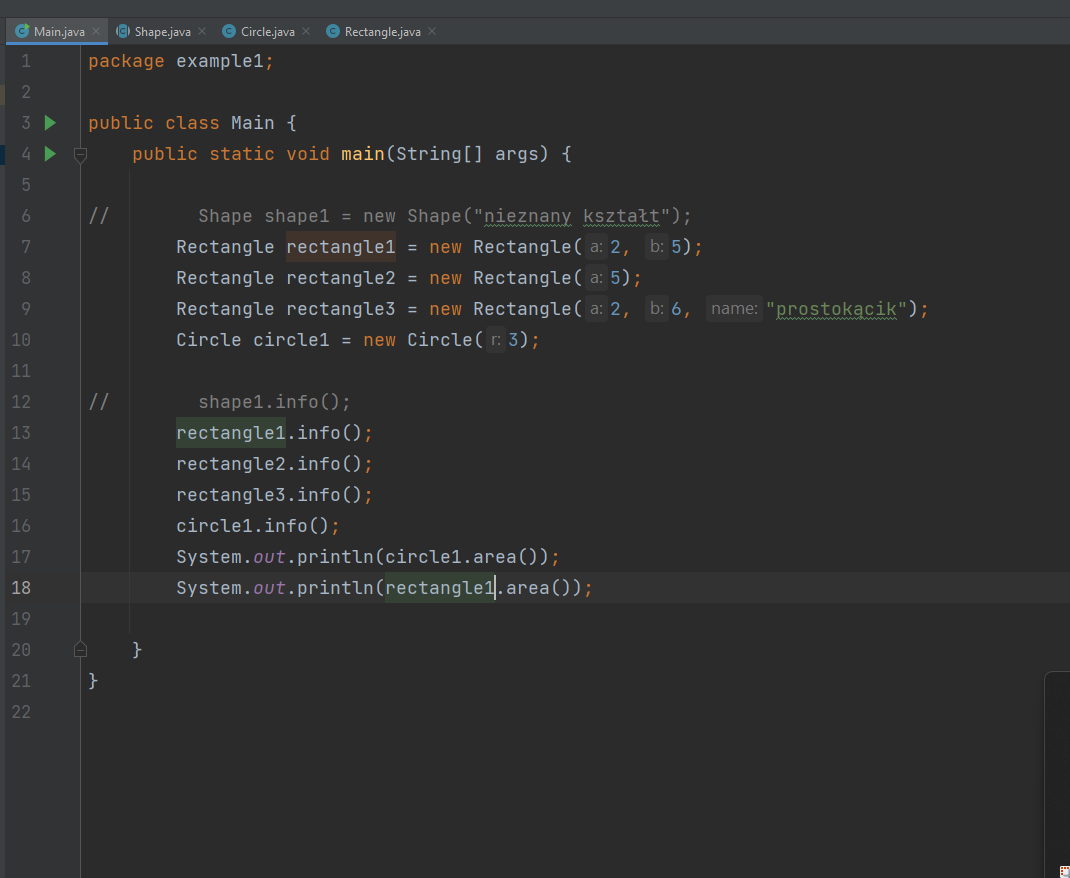 Main.java Shape.java Circle.java Rectangle.java
1 package example1;
2
3 public class Main {
4 public static void main(String[] args) {
5
6 // Shape shape1 = new Shape("nieznany kształt");
7 Rectangle rectangle1 = new Rectangle( a: 2, b: 5);
8 Rectangle rectangle2 = new Rectangle( a: 5);
9 Rectangle rectangle3 = new Rectangle( a: 2, b: 6, name: "prostokącik");
10 Circle circle1 = new Circle( r: 3);
11
12 // shape1.info();
13 rectangle1.info();
14 rectangle2.info();
15 rectangle3.info();
16 circle1.info();
17 System.out.println(circle1.area());
18 System.out.println(rectangle1.area());
19
20 }
21 }
22